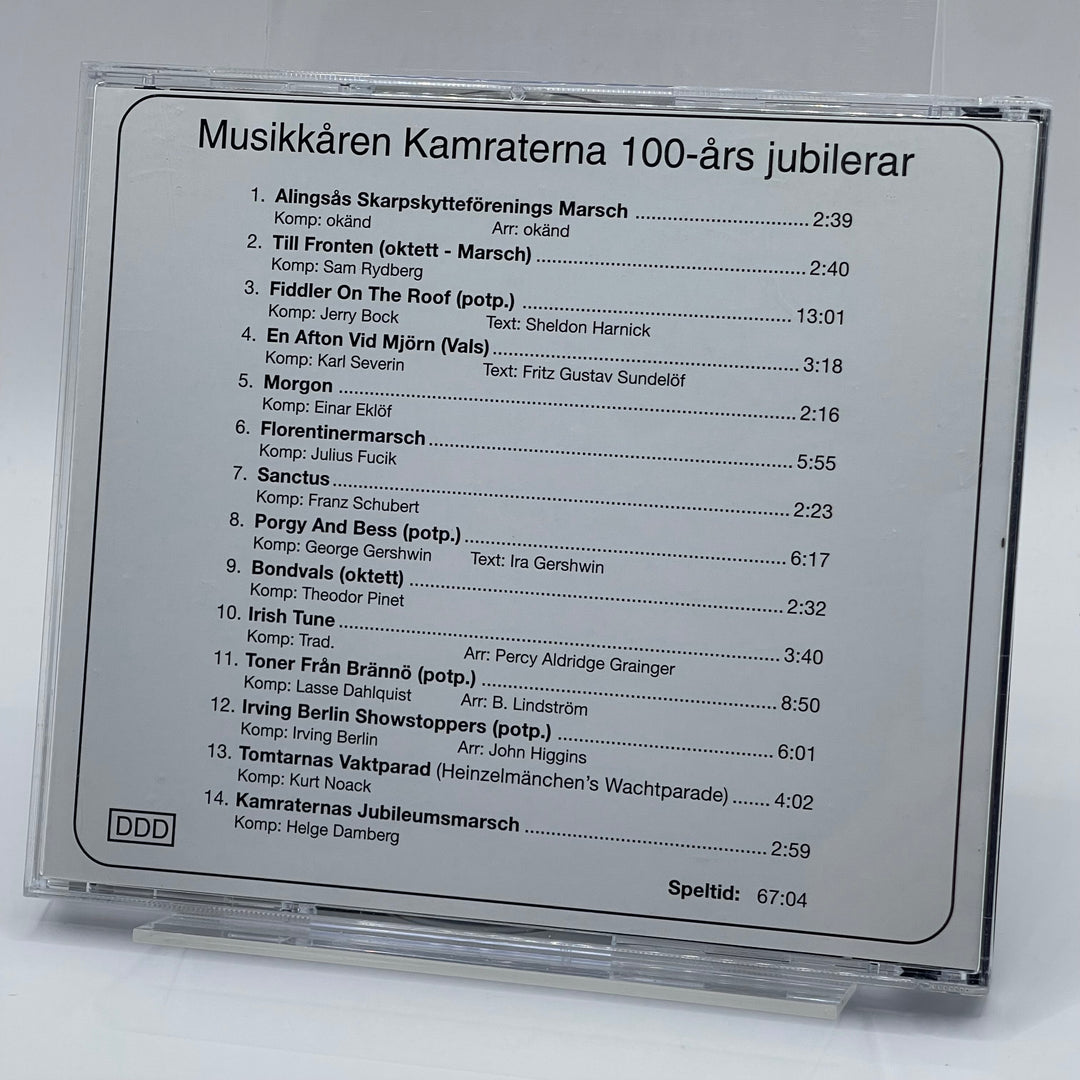 Musikkåren Kamraterna 100-års jubilerar
1. Alingsås Skarpskytteförenings Marsch ........................... 2:39
Komp: okänd Arr: okänd
2. Till Fronten (oktett - Marsch) ........................................... 2:40
Komp: Sam Rydberg
3. Fiddler On The Roof (potp.) ........................................... 13:01
Komp: Jerry Bock Text: Sheldon Harnick
4. En Afton Vid Mjörn (Vals) ................................................ 3:18
Komp: Karl Severin Text: Fritz Gustav Sundelöf
5. Morgon ........................................................................ 2:16
Komp: Einar Eklöf
6. Florentinermarsch .......................................................... 5:55
Komp: Julius Fucik
7. Sanctus ........................................................................ 2:23
Komp: Franz Schubert
8. Porgy And Bess (potp.) ................................................... 6:17
Komp: George Gershwin Text: Ira Gershwin
9. Bondvals (oktett) ........................................................... 2:32
Komp: Theodor Pinet
10. Irish Tune ..................................................................... 3:40
Komp: Trad. Arr: Percy Aldridge Grainger
11. Toner Från Brännö (potp.) .............................................. 8:50
Komp: Lasse Dahlquist Arr: B. Lindström
12. Irving Berlin Showstoppers (potp.) .................................. 6:01
Komp: Irving Berlin Arr: John Higgins
13. Tomtarnas Vaktparad (Heinzelmänchen's Wachtparade) ...... 4:02
Komp: Kurt Noack
14. Kamraternas Jubileumsmarsch ....................................... 2:59
Komp: Helge Damberg
DDD
Speltid: 67:04